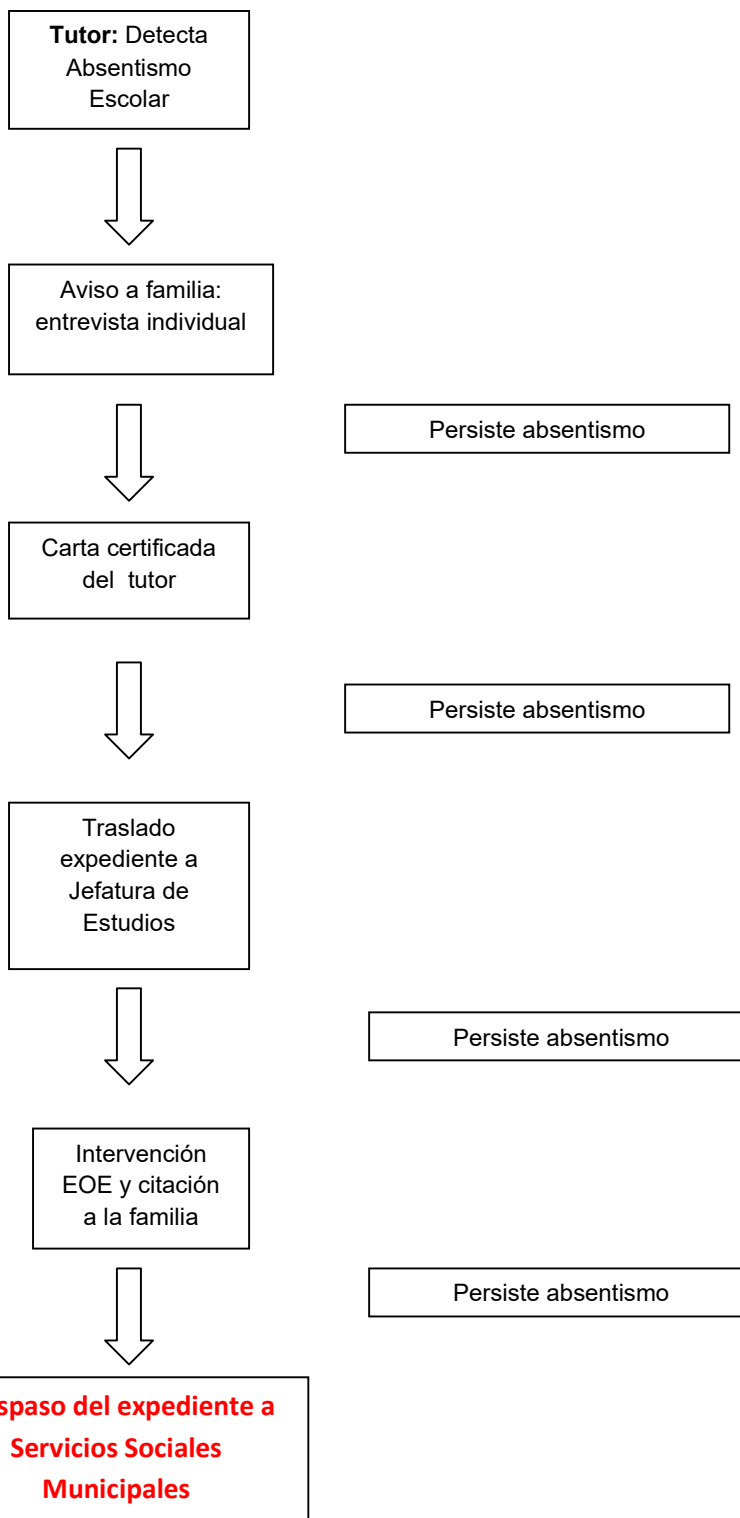 Tutor: Detecta
Absentismo
Escolar
Aviso a familia:
entrevista individual
Persiste absentismo
Carta certificada
del tutor
Persiste absentismo
Traslado
expediente a
Jefatura de
Estudios
Persiste absentismo
Intervención
EOE y citación
a la familia
Persiste absentismo
spaso del expediente a
Servicios Sociales
Municipales